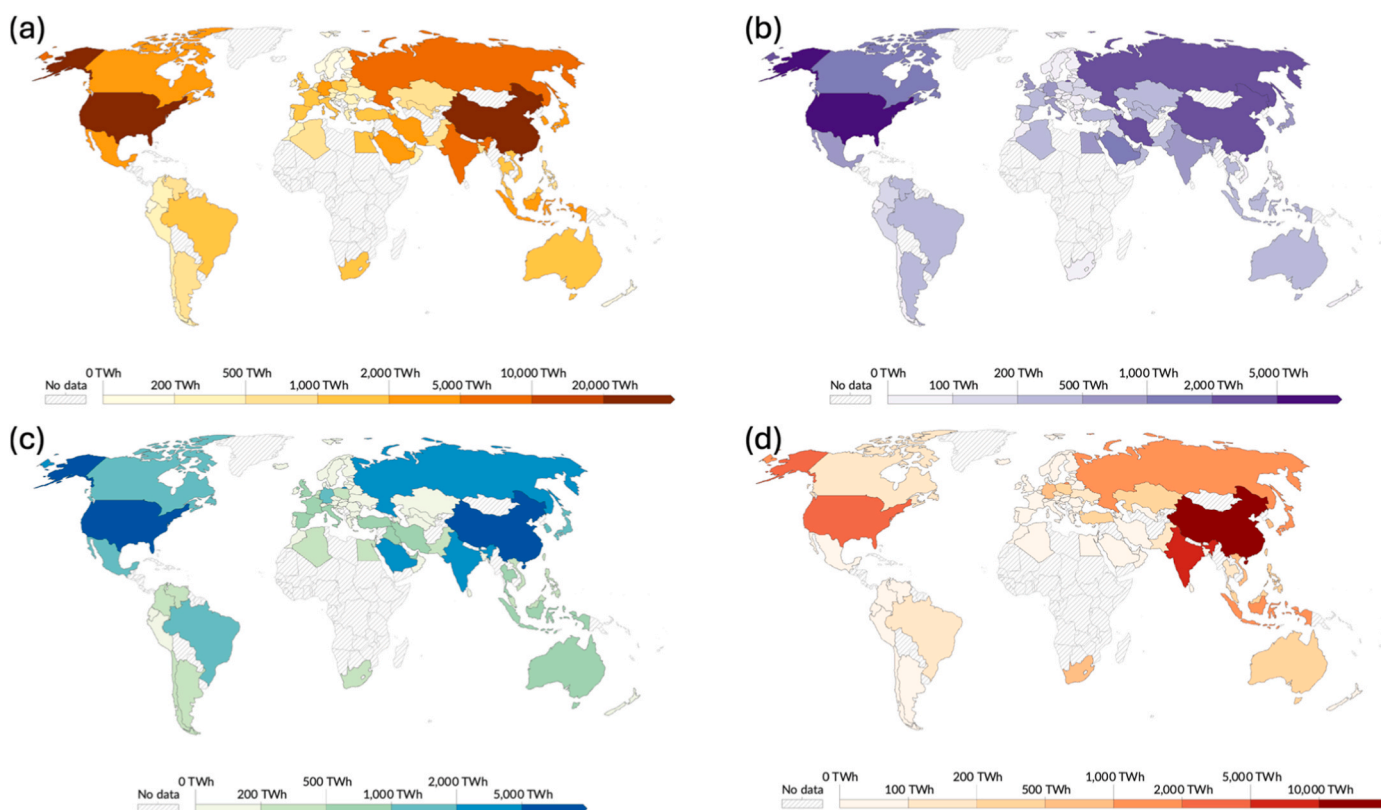 (a)
(b)
0 TWh 500 TWh 2,000 TWh 10,000 TWh
No data 200 TWh 1,000 TWh 5,000 TWh 20,000 TWh
0 TWh 200 TWh 1,000 TWh 5,000 TWh
No data 100 TWh 500 TWh 2,000 TWh
(c)
(d)
0 TWh 500 TWh 2,000 TWh
No data 200 TWh 1,000 TWh 5,000 TWh
0 TWh 200 TWh 1,000 TWh 5,000 TWh
No data 100 TWh 500 TWh 2,000 TWh 10,000 TWh